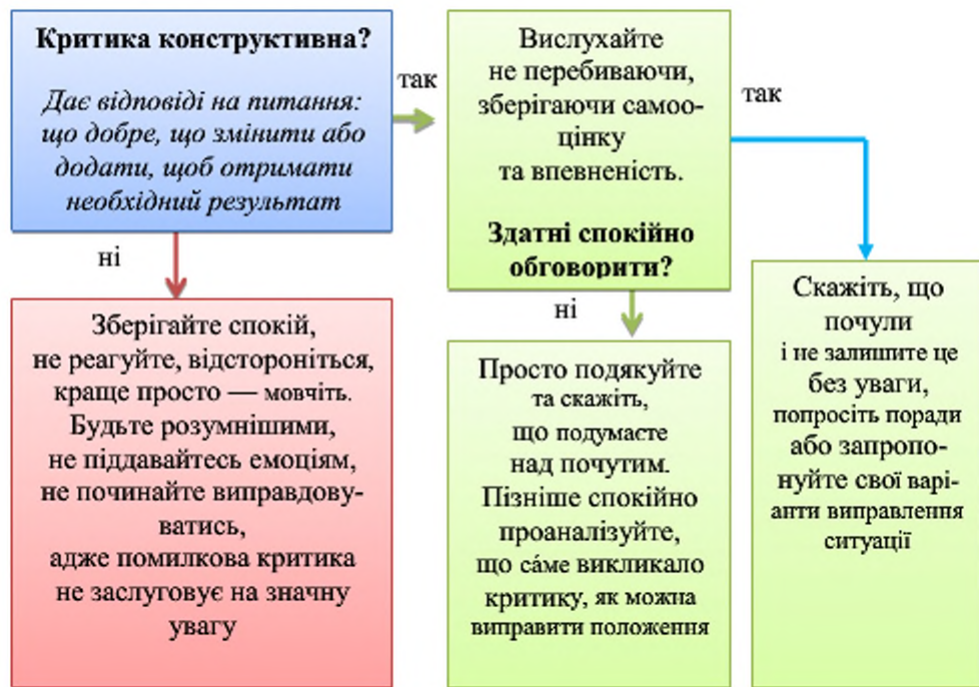 Критика конструктивна?
Дає відповіді на питання:
що добре, що змінити або
додати, щоб отримати
необхідний результат
так
Вислухайте
не перебиваючи,
зберігаючи самоо-
цінку
та впевненість.
Здатні спокійно
обговорити?
так
ні
Зберігайте спокій,
не реагуйте, відстороніться,
краще просто — мовчіть.
Будьте розумнішими,
не піддавайтесь емоціям,
не починайте виправдову-
ватись,
адже помилкова критика
не заслуговує на значну
увагу
ні
Просто подякуйте
та скажіть,
що подумаєте
над почутим.
Пізніше спокійно
проаналізуйте,
що са́ме викликало
критику, як можна
виправити положення
Скажіть, що
почули
і не залишите це
без уваги,
попросіть поради
або запропо-
нуйте свої варі-
анти виправлення
ситуації